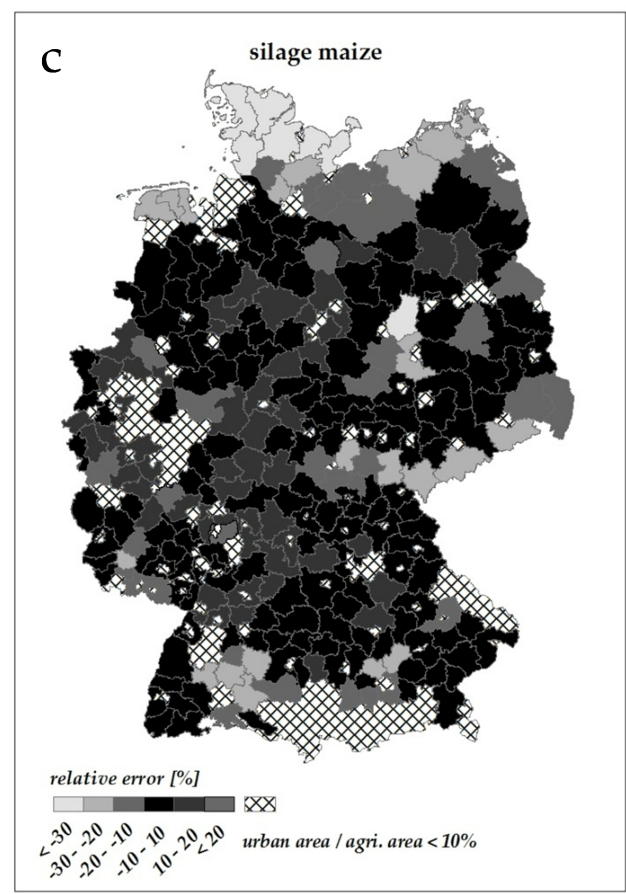 c
silage maize
relative error [%]
< -30
-30 - -20
-20 - -10
-10 - 10
10 - 20
< 20
urban area / agri. area < 10%